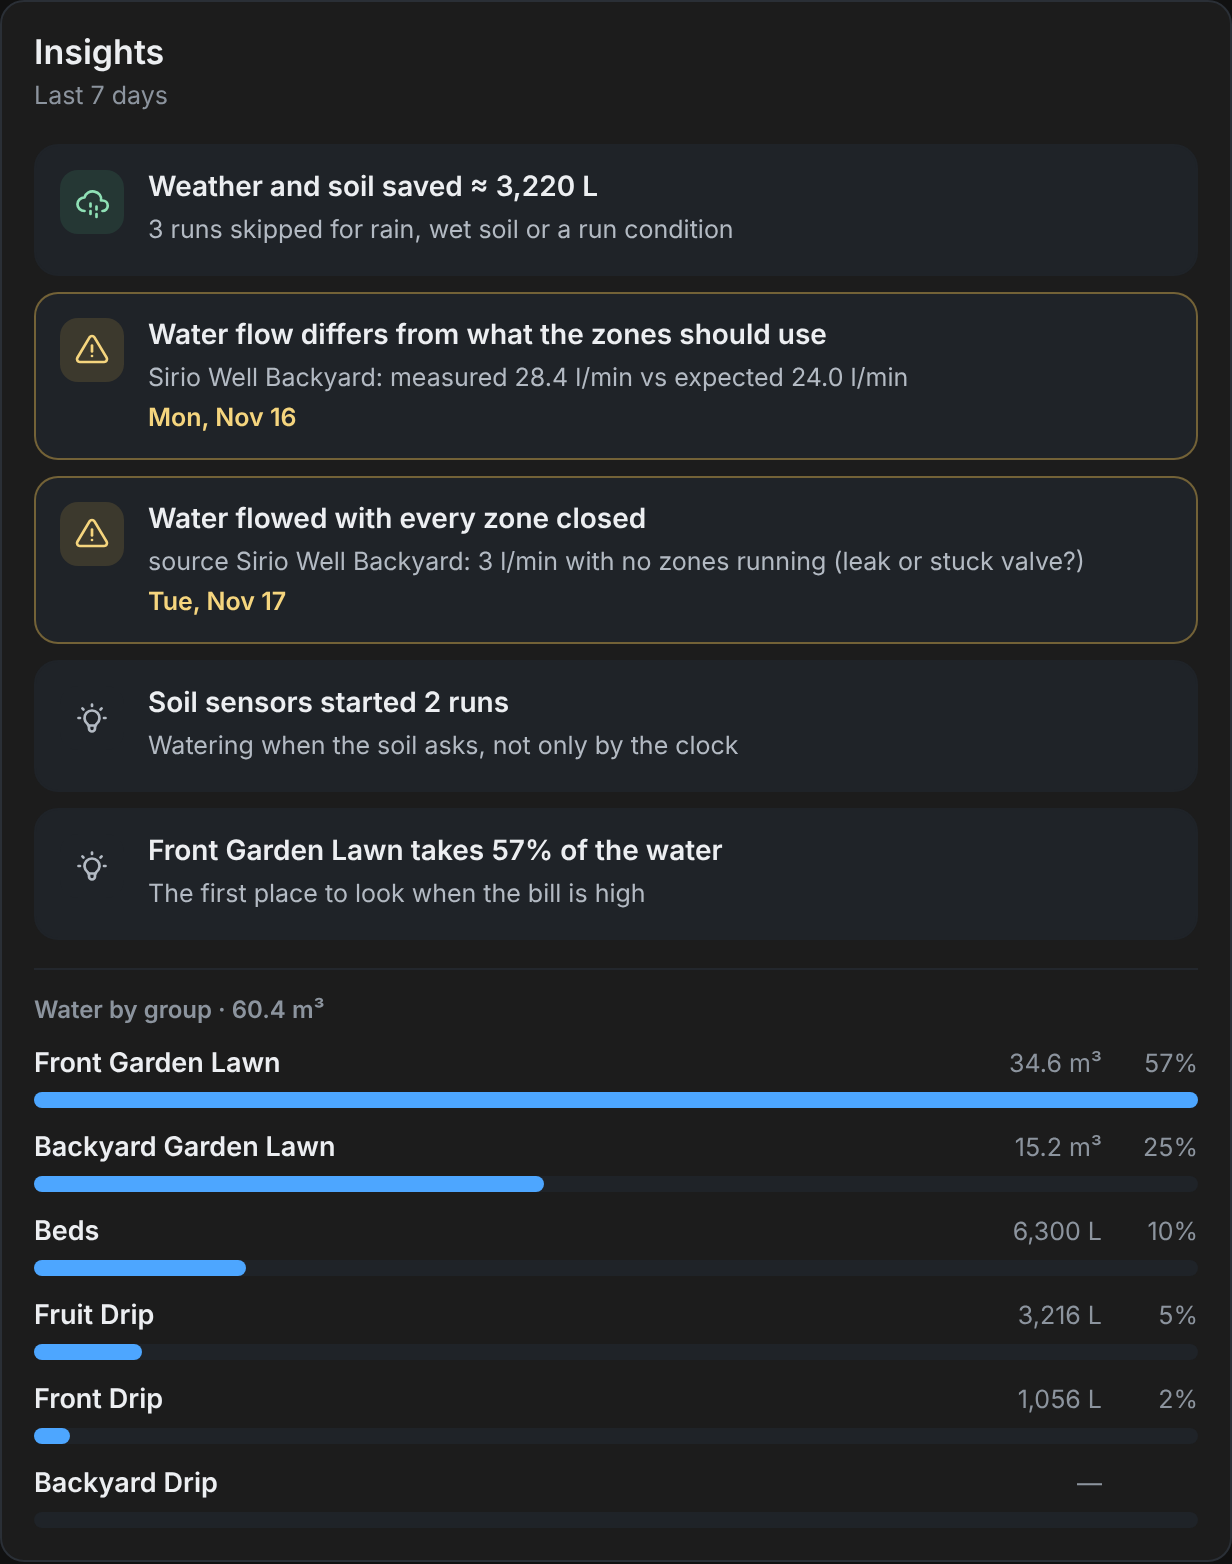 Insights
Last 7 days
Weather and soil saved ≈ 3,220 L
3 runs skipped for rain, wet soil or a run condition
Water flow differs from what the zones should use
Sirio Well Backyard: measured 28.4 l/min vs expected 24.0 l/min
Mon, Nov 16
Water flowed with every zone closed
source Sirio Well Backyard: 3 l/min with no zones running (leak or stuck valve?)
Tue, Nov 17
Soil sensors started 2 runs
Watering when the soil asks, not only by the clock
Front Garden Lawn takes 57% of the water
The first place to look when the bill is high
Water by group · 60.4 m³
Front Garden Lawn 34.6 m³ 57%
Backyard Garden Lawn 15.2 m³ 25%
Beds 6,300 L 10%
Fruit Drip 3,216 L 5%
Front Drip 1,056 L 2%
Backyard Drip —